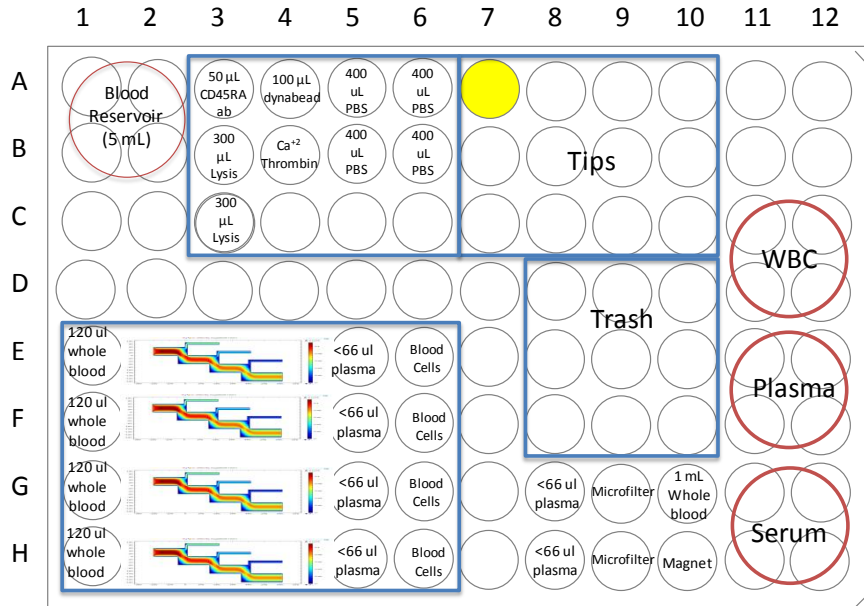 1 2 3 4 5 6 7 8 9 10 11 12
A
Blood
Reservoir
(5 mL)
50 µL
CD45RA
ab
100 µL
dynabead
400
uL
PBS
400
uL
PBS
B
300
µL
Lysis
Ca+2
Thrombin
400
uL
PBS
400
uL
PBS
Tips
C
300
µL
Lysis
WBC
D
Trash
E
120 ul
whole
blood
<66 ul
plasma
Blood
Cells
Plasma
F
120 ul
whole
blood
<66 ul
plasma
Blood
Cells
G
120 ul
whole
blood
<66 ul
plasma
Blood
Cells
<66 ul
plasma
Microfilter
1 mL
Whole
blood
Serum
H
120 ul
whole
blood
<66 ul
plasma
Blood
Cells
<66 ul
plasma
Microfilter
Magnet